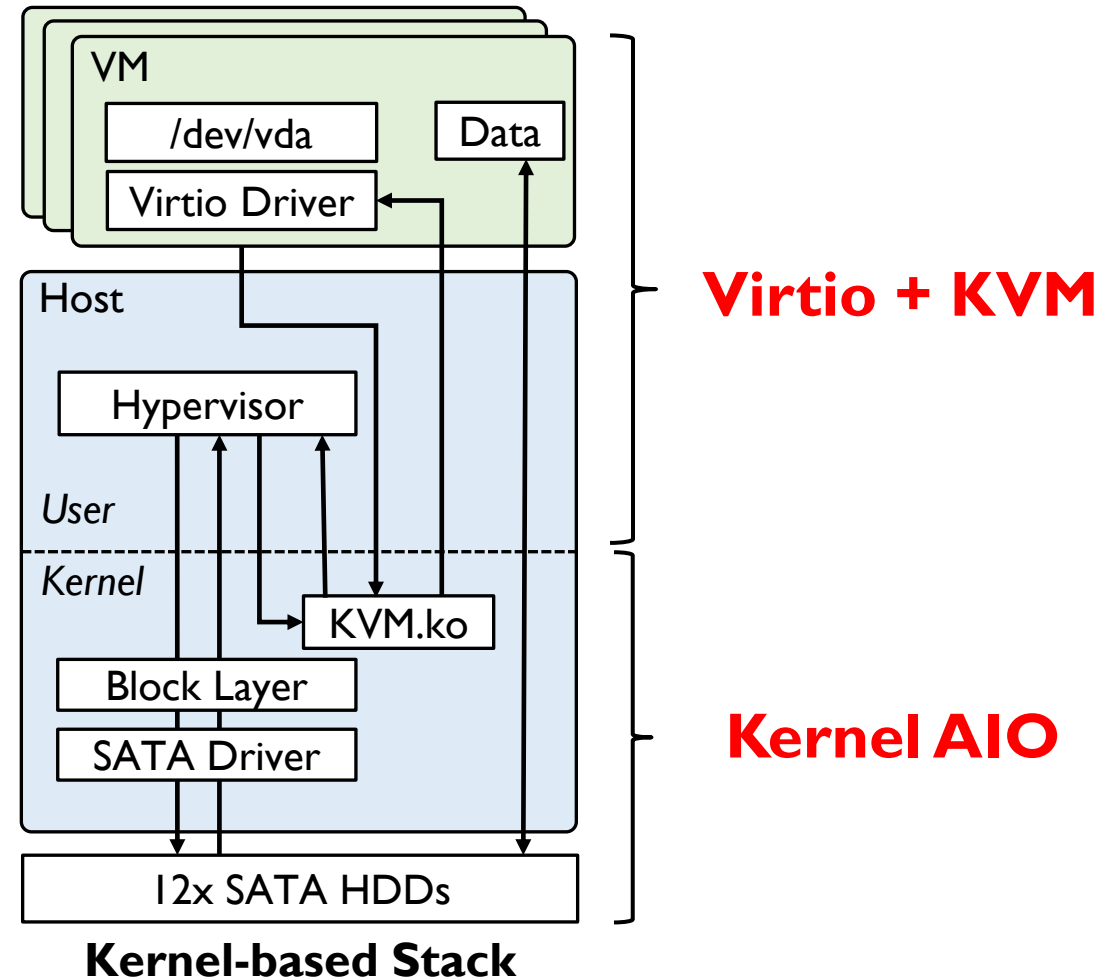 VM
/dev/vda
Data
Virtio Driver
Virtio + KVM
Host
Hypervisor
User
Kernel
KVM.ko
Block Layer
Kernel AIO
SATA Driver
12x SATA HDDs
Kernel-based Stack